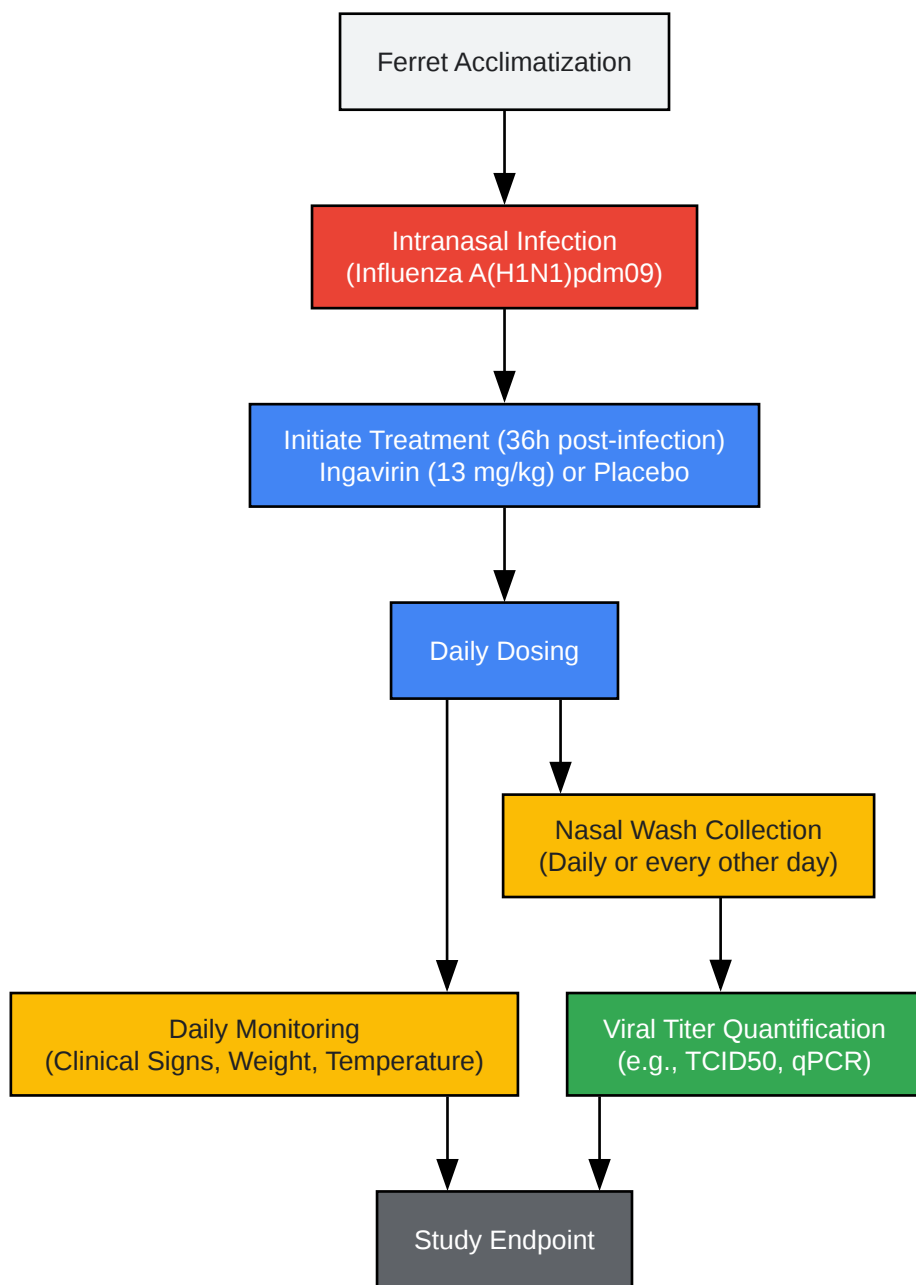 Ferret Acclimatization
Intranasal Infection
(Influenza A(H1N1)pdm09)
Initiate Treatment (36h post-infection)
Ingavirin (13 mg/kg) or Placebo
Daily Dosing
Nasal Wash Collection
(Daily or every other day)
Daily Monitoring
(Clinical Signs, Weight, Temperature)
Viral Titer Quantification
(e.g., TCID50, qPCR)
Study Endpoint